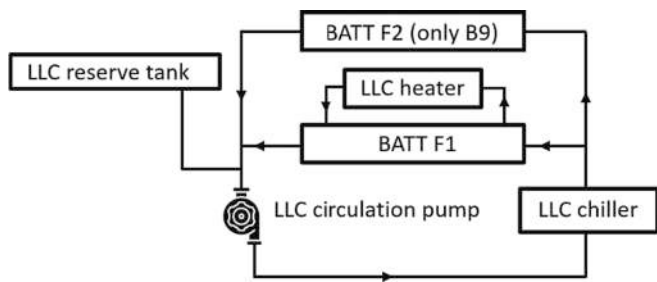 BATT F2 (only B9)
LLC reserve tank
LLC heater
BATT F1
LLC circulation pump
LLC chiller